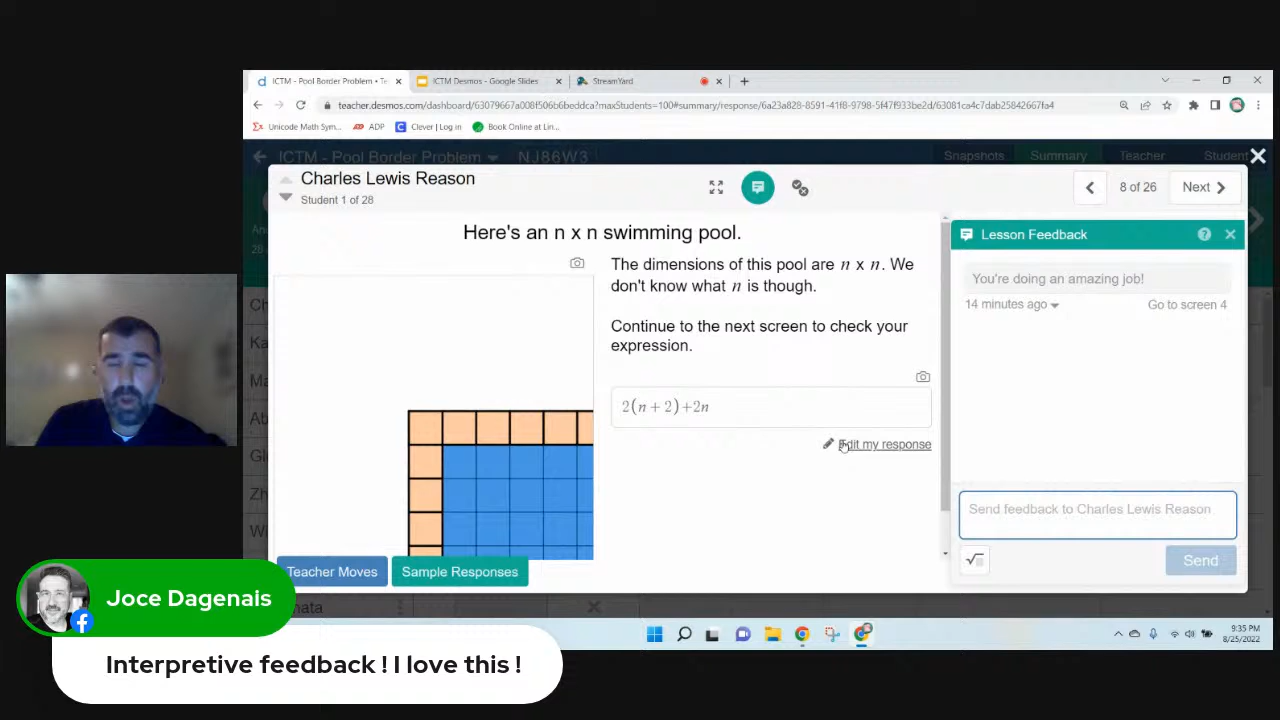 ICTM - Pool Border Problem • Te
ICTM Desmos - Google Slides
StreamYard
teacher.desmos.com/dashboard/63079667a008f506b6beddca?maxStudents=100#summary/response/6a23a828-8591-41f8-9798-5f47f933be2d/63081ca4c7dab25842667fa4
Unicode Math Sym...
ADP
Clever | Log in
Book Online at Lin...
ICTM - Pool Border Problem
NJ86W3
Snapshots
Summary
Teacher
Student
Charles Lewis Reason
Student 1 of 28
8 of 26
Next
Here's an n x n swimming pool.
The dimensions of this pool are n x n. We
don't know what n is though.
Continue to the next screen to check your
expression.
2(n + 2)+2n
Edit my response
Lesson Feedback
You're doing an amazing job!
14 minutes ago
Go to screen 4
Send feedback to Charles Lewis Reason
Send
Teacher Moves
Sample Responses
9:35 PM
8/25/2022
Joce Dagenais
Interpretive feedback ! I love this !